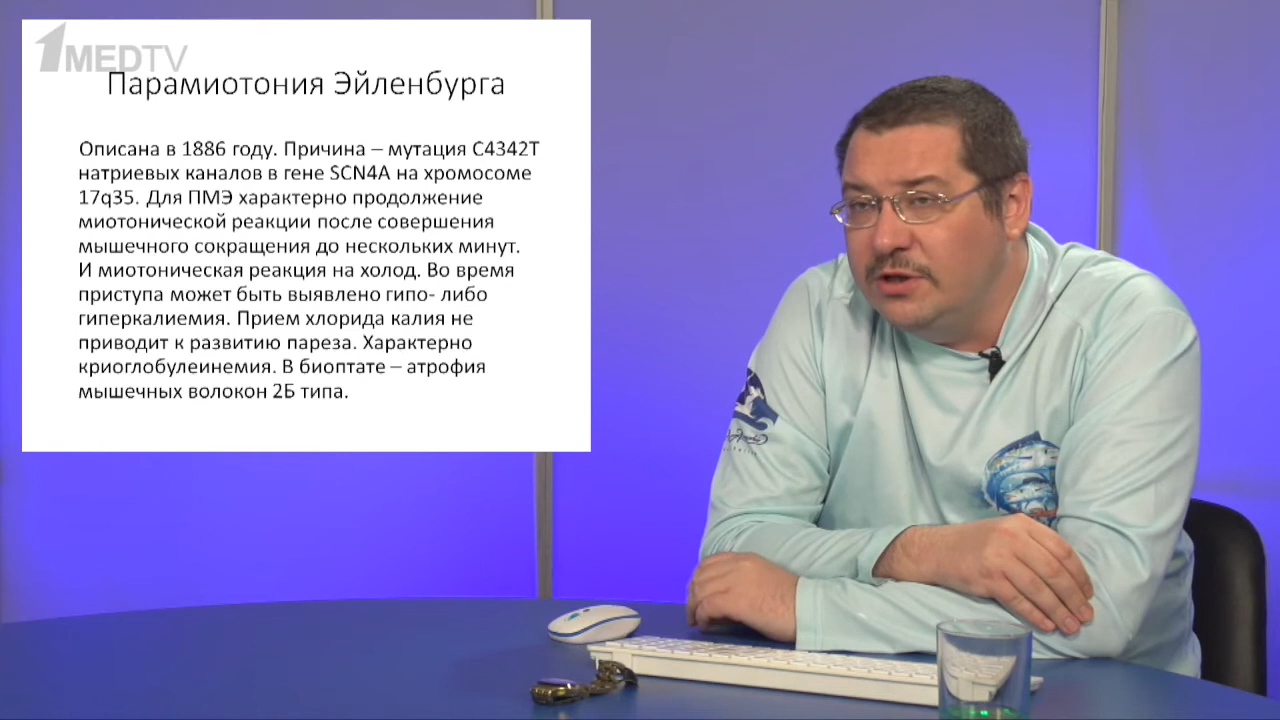 1MEDTV
Парамиотония Эйленбурга
Описана в 1886 году. Причина – мутация C4342T
натриевых каналов в гене SCN4A на хромосоме
17q35. Для ПМЭ характерно продолжение
миотонической реакции после совершения
мышечного сокращения до нескольких минут.
И миотоническая реакция на холод. Во время
приступа может быть выявлено гипо- либо
гиперкалиемия. Прием хлорида калия не
приводит к развитию пареза. Характерно
криоглобулеинемия. В биоптате – атрофия
мышечных волокон 2Б типа.